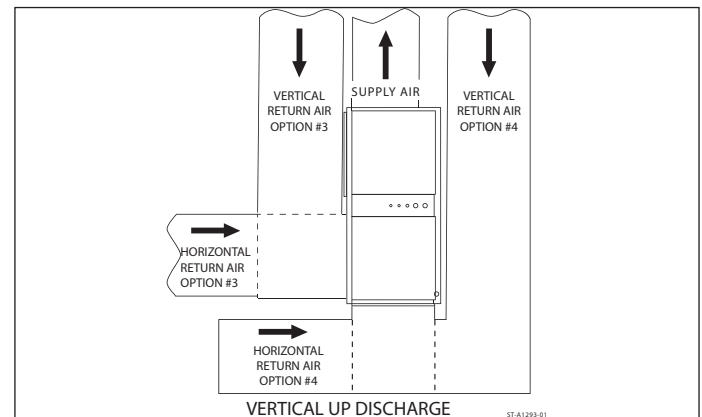 VERTICAL
RETURN AIR
OPTION #3
SUPPLY AIR
VERTICAL
RETURN AIR
OPTION #4
HORIZONTAL
RETURN AIR
OPTION #3
HORIZONTAL
RETURN AIR
OPTION #4
VERTICAL UP DISCHARGE
ST-A1293-01